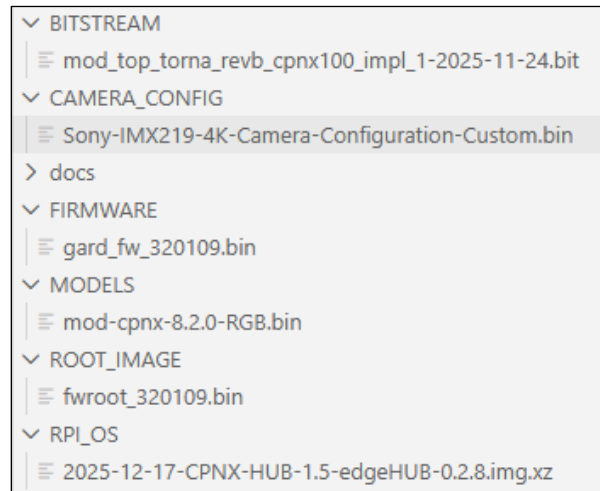 BITSTREAM
mod_top_torna_revb_cpnx100_impl_1-2025-11-24.bit
CAMERA_CONFIG
Sony-IMX219-4K-Camera-Configuration-Custom.bin
docs
FIRMWARE
gard_fw_320109.bin
MODELS
mod-cpnx-8.2.0-RGB.bin
ROOT_IMAGE
fwroot_320109.bin
RPI_OS
2025-12-17-CPNX-HUB-1.5-edgeHUB-0.2.8.img.xz